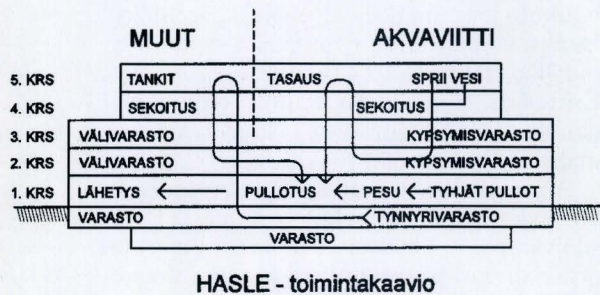 MUUT AKVAVIITTI
5. KRS TANKIT TASAUS SPRII VESI
4. KRS SEKOITUS SEKOITUS
3. KRS VÄLIVARASTO KYPSYMISVARASTO
2. KRS VÄLIVARASTO KYPSYMISVARASTO
1. KRS LÄHETYS PULLOTUS PESU TYHJÄT PULLOT
VARASTO TYNNYRIVARASTO
VARASTO
HASLE - toimintakaavio